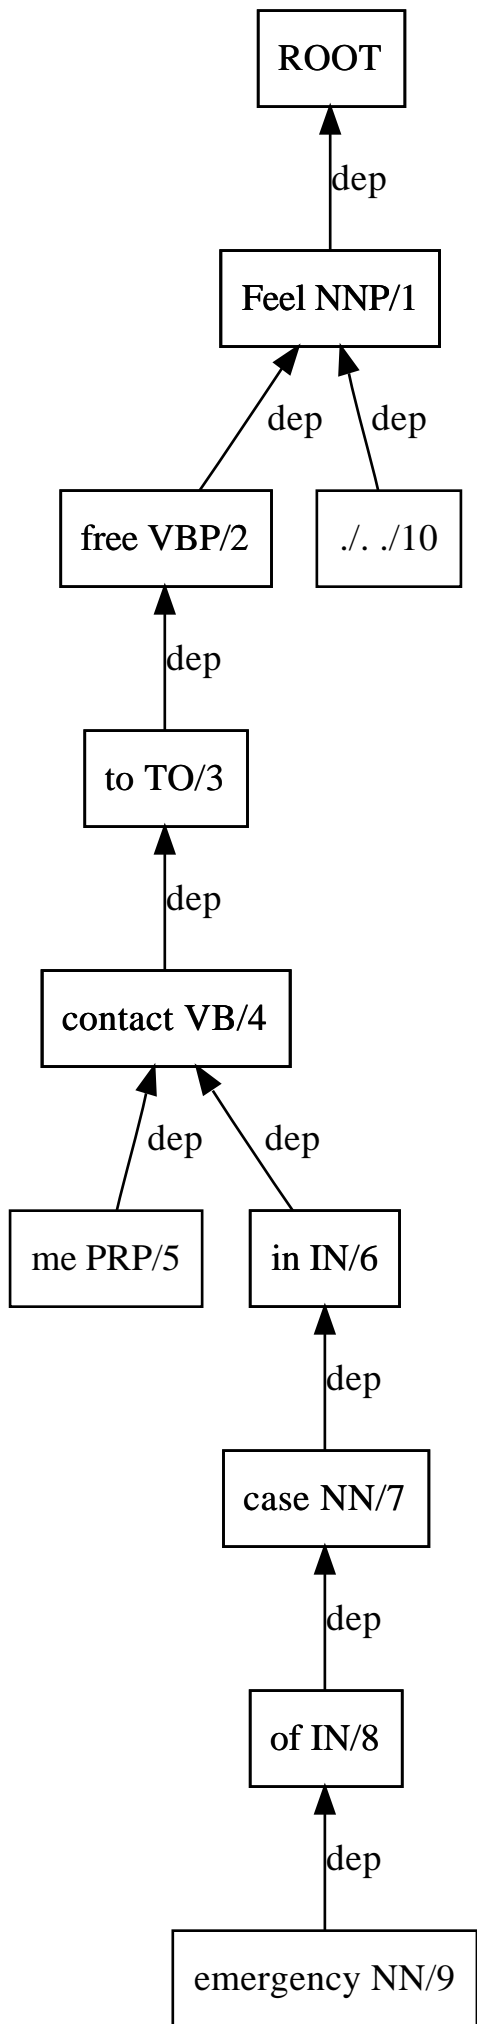 ROOT
dep
Feel NNP/1
dep dep
free VBP/2 ./. ./10
dep
to TO/3
dep
contact VB/4
dep dep
me PRP/5 in IN/6
dep
case NN/7
dep
of IN/8
dep
emergency NN/9